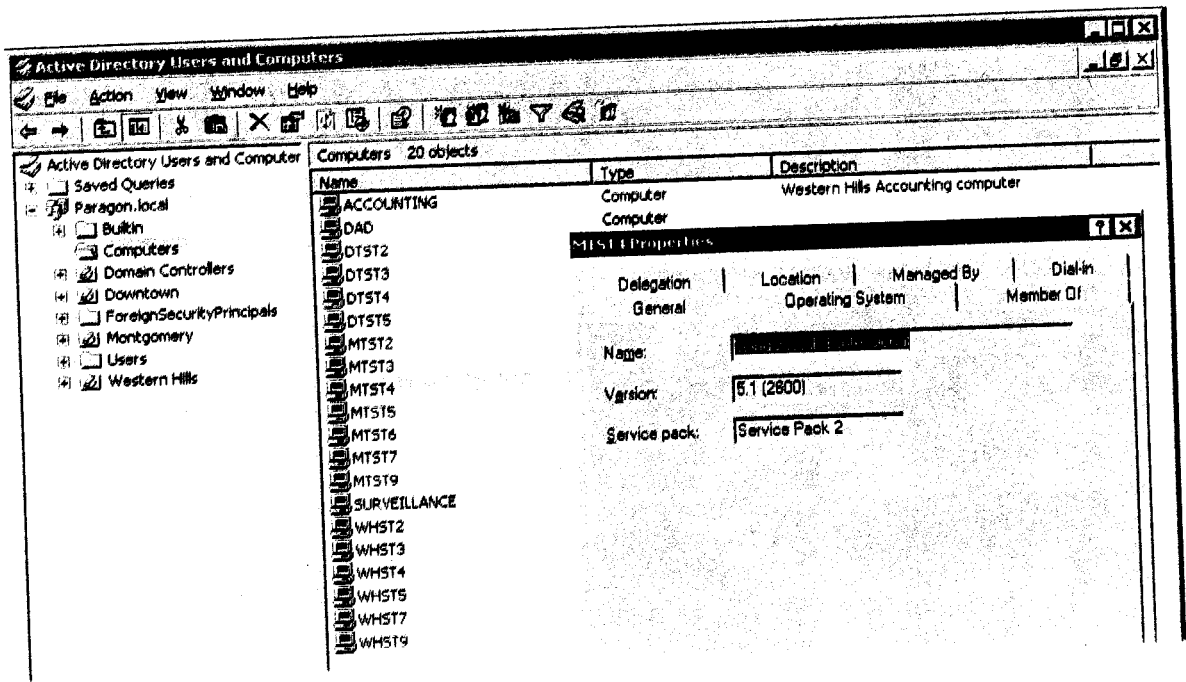 Active Directory Users and Computers
File Action View Window Help
Active Directory Users and Computer
Saved Queries
Paragon.local
Builtin
Computers
Domain Controllers
Downtown
ForeignSecurityPrincipals
Montgomery
Users
Western Hills
Computers 20 objects
Name Type Description
ACCOUNTING Computer Western Hills Accounting computer
DAD Computer
DTST2
DTST3
DTST4
DTST5
MTST2
MTST3
MTST4
MTST5
MTST6
MTST7
MTST9
SURVEILLANCE
WHST2
WHST3
WHST4
WHST5
WHST7
WHST9
Properties
Delegation Location Managed By Dial-in
General Operating System Member Of
Name:
Version: 5.1 (2600)
Service pack: Service Pack 2